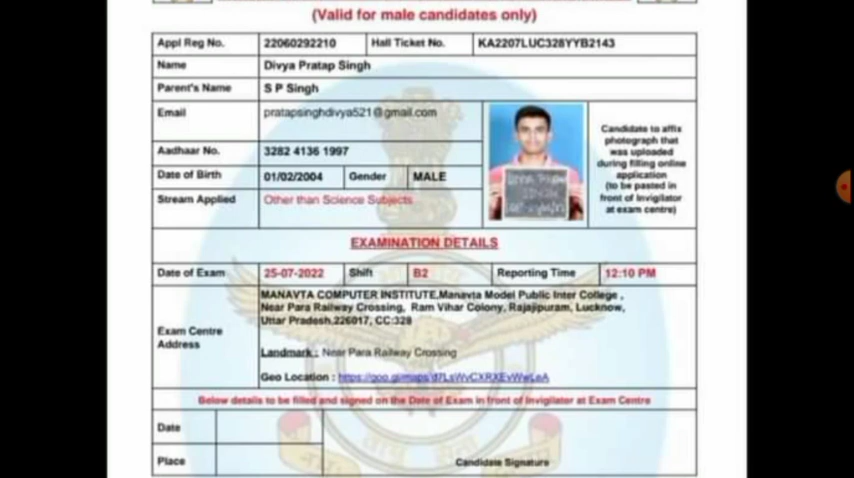 (Valid for male candidates only)
Appl Reg No. 22060292210 Hall Ticket No. KA2207LUC328YYB2143
Name Divya Pratap Singh
Parent's Name S P Singh
Email pratapsinghdivya521@gmail.com
Aadhaar No. 3282 4136 1997
Date of Birth 01/02/2004 Gender MALE
Stream Applied Other than Science Subjects
Candidate to affix
photograph that
was uploaded
during filling online
application
(to be pasted in
front of Invigilator
at exam centre)
EXAMINATION DETAILS
Date of Exam 25-07-2022 Shift B2 Reporting Time 12:10 PM
Exam Centre
Address
MANAVTA COMPUTER INSTITUTE,Manavta Model Public Inter College ,
Near Para Railway Crossing, Ram Vihar Colony, Rajajipuram, Lucknow,
Uttar Pradesh,226017, CC:328
Landmark : Near Para Railway Crossing
Geo Location :
Below details to be filled and signed on the Date of Exam in front of Invigilator at Exam Centre
Date
Place
Candidate Signature